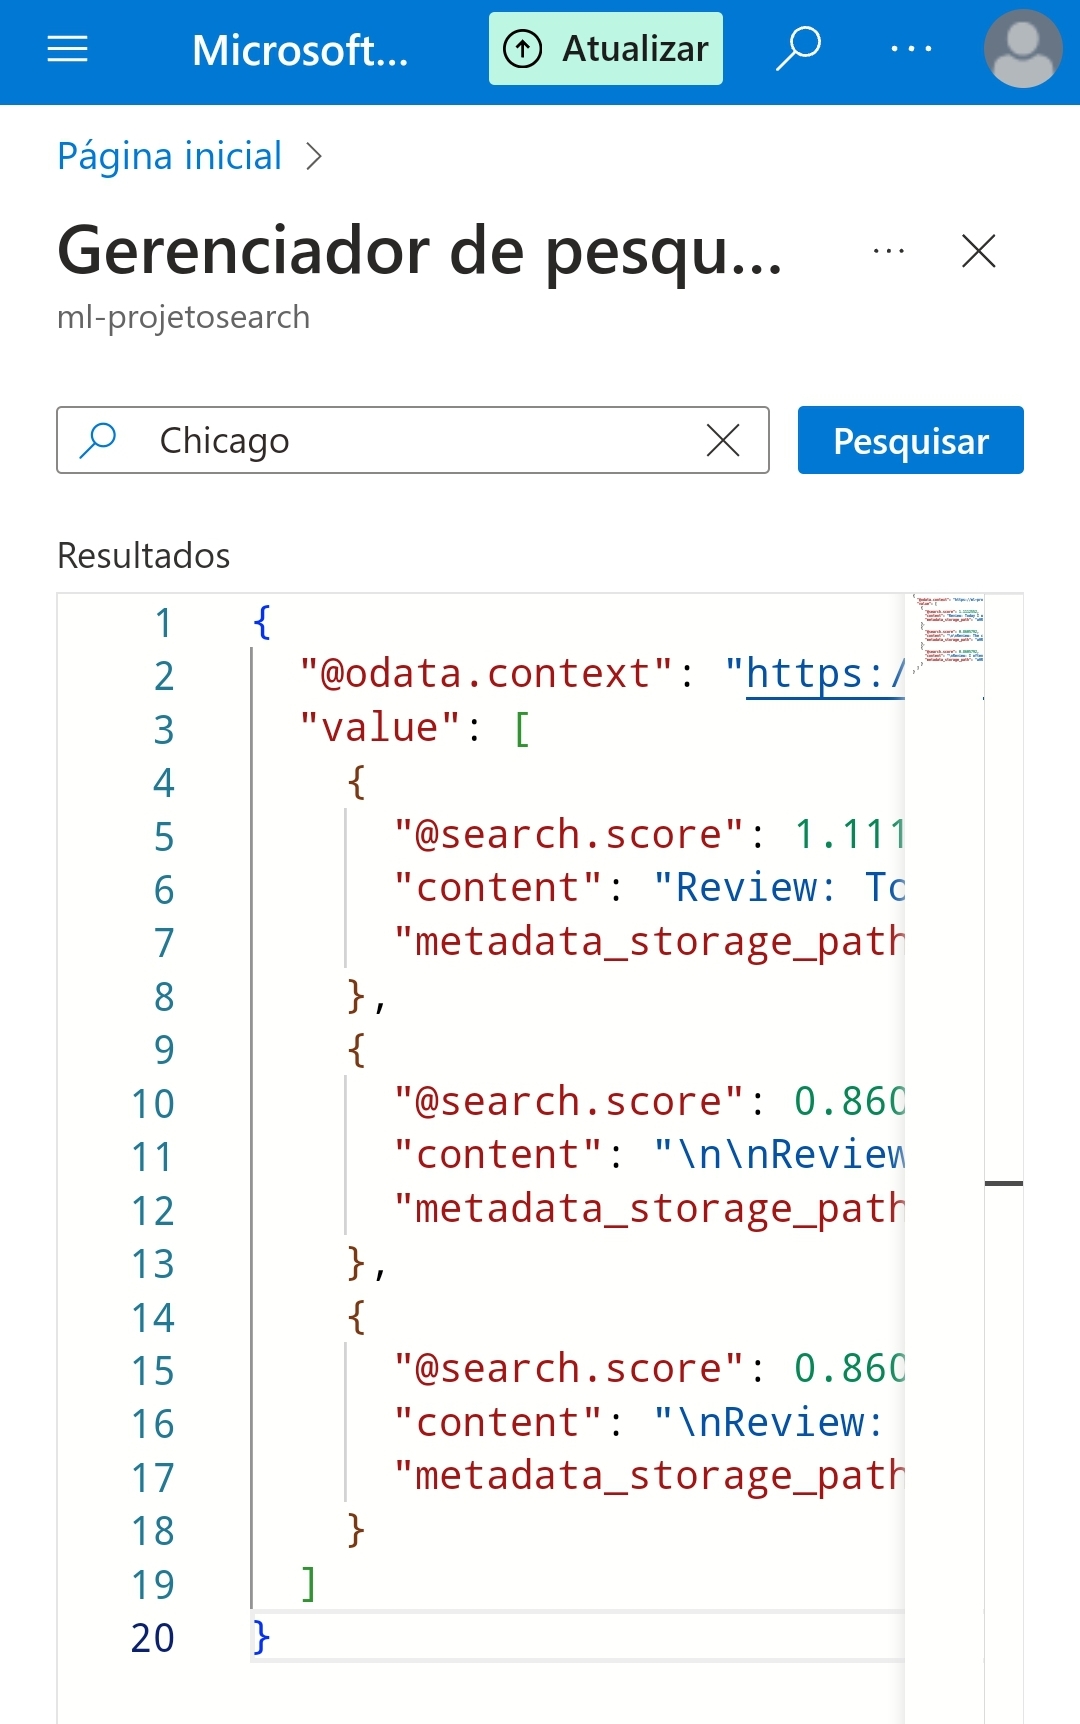 Microsoft...
Atualizar
Página inicial
Gerenciador de pesqu...
ml-projetosearch
Chicago
Pesquisar
Resultados
1 {
2 "@odata.context": "https:/
3 "value": [
4 {
5 "@search.score": 1.111
6 "content": "Review: To
7 "metadata_storage_path
8 },
9 {
10 "@search.score": 0.860
11 "content": "\n\nReview
12 "metadata_storage_path
13 },
14 {
15 "@search.score": 0.860
16 "content": "\nReview:
17 "metadata_storage_path
18 }
19 ]
20 }